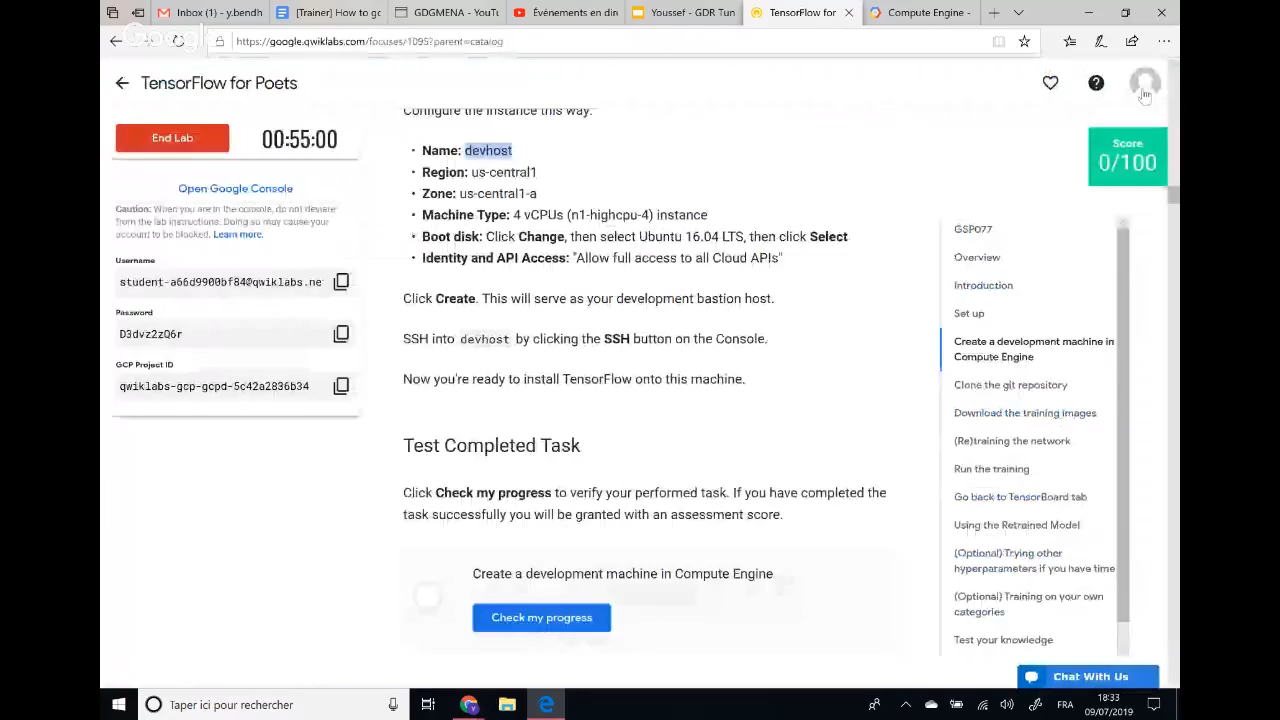 Inbox (1) - y.bendh
[Trainer] How to go
GDGMENA - YouTu
Événements en dir
Youssef - GDR Tun
TensorFlow for
Compute Engine -
https://google.qwiklabs.com/focuses/1095?parent=catalog
TensorFlow for Poets
End Lab
00:55:00
Open Google Console
Caution: When you are in the console, do not deviate
from the lab instructions. Doing so may cause your
account to be blocked. Learn more.
Username
student-a66d9900bf84@qwiklabs.ne
Password
D3dvz2zQ6r
GCP Project ID
qwiklabs-gcp-gcpd-5c42a2836b34
Configure the instance this way:
• Name: devhost
• Region: us-central1
• Zone: us-central1-a
• Machine Type: 4 vCPUs (n1-highcpu-4) instance
• Boot disk: Click Change, then select Ubuntu 16.04 LTS, then click Select
• Identity and API Access: "Allow full access to all Cloud APIs"
Click Create. This will serve as your development bastion host.
SSH into devhost by clicking the SSH button on the Console.
Now you're ready to install TensorFlow onto this machine.
Test Completed Task
Click Check my progress to verify your performed task. If you have completed the
task successfully you will be granted with an assessment score.
Create a development machine in Compute Engine
Check my progress
Score
0/100
GSP077
Overview
Introduction
Set up
Create a development machine in
Compute Engine
Clone the git repository
Download the training images
(Re)training the network
Run the training
Go back to TensorBoard tab
Using the Retrained Model
(Optional) Trying other
hyperparameters if you have time
(Optional) Training on your own
categories
Test your knowledge
Chat With Us
Taper ici pour rechercher
FRA
18:33
09/07/2019